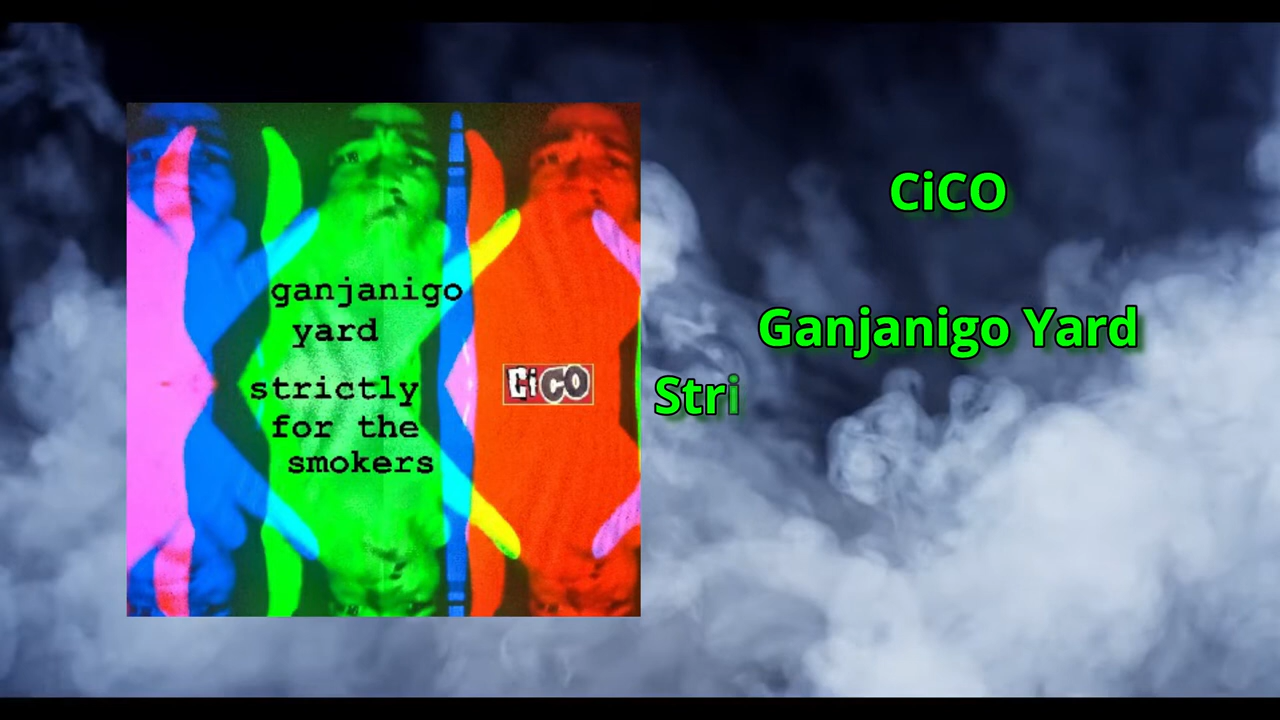 ganjanigo
yard
strictly
for the
smokers
CiCO
CiCO
Ganjanigo Yard
Stri